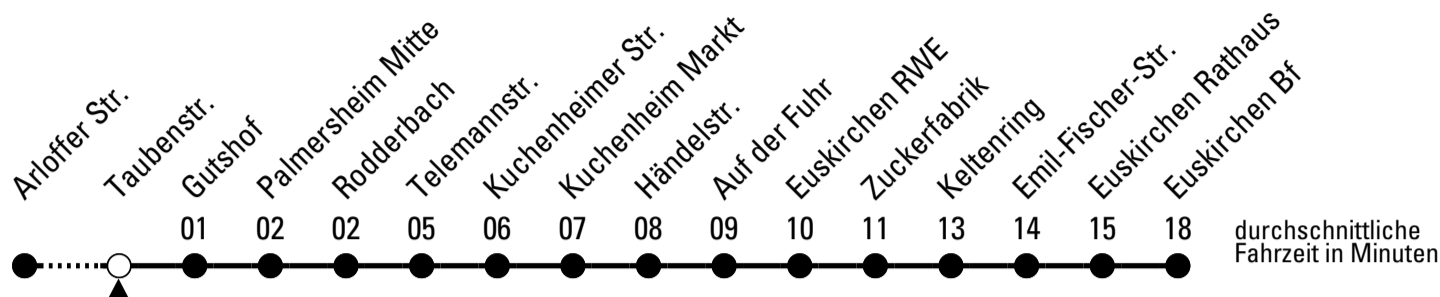 Arloffer Str.
Taubenstr.
Gutshof
Palmersheim Mitte
Rodderbach
Telemannstr.
Kuchenheimer Str.
Kuchenheim Markt
Händelstr.
Auf der Fuhr
Euskirchen RWE
Zuckerfabrik
Keltenring
Emil-Fischer-Str.
Euskirchen Rathaus
Euskirchen Bf
01 02 02 05 06 07 08 09 10 11 13 14 15 18
durchschnittliche
Fahrzeit in Minuten